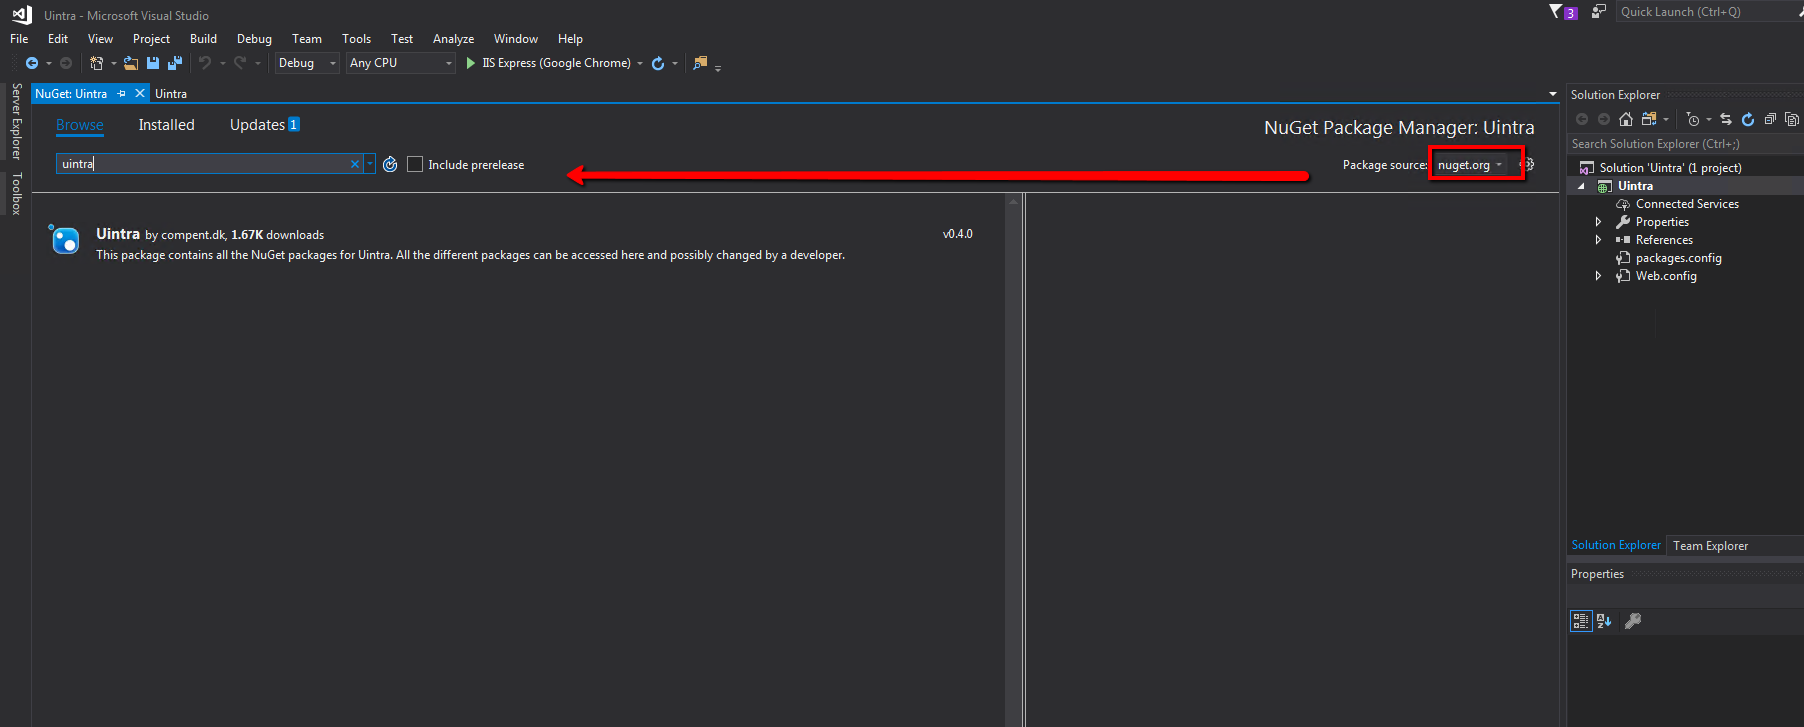 Uintra - Microsoft Visual Studio
3
Quick Launch (Ctrl+Q)
File Edit View Project Build Debug Team Tools Test Analyze Window Help
Debug Any CPU IIS Express (Google Chrome)
Server Explorer
Toolbox
NuGet: Uintra Uintra
Browse Installed Updates 1
NuGet Package Manager: Uintra
uintra Include prerelease
Package source: nuget.org
Uintra by compent.dk, 1.67K downloads v0.4.0
This package contains all the NuGet packages for Uintra. All the different packages can be accessed here and possibly changed by a developer.
Solution Explorer
Search Solution Explorer (Ctrl+;)
Solution 'Uintra' (1 project)
Uintra
Connected Services
Properties
References
packages.config
Web.config
Solution Explorer Team Explorer
Properties